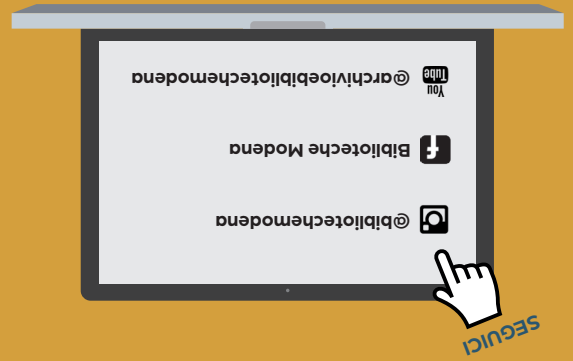 SEGUICI
@bibliotechemodena
Biblioteche Modena
You
Tube
@archivioebibliotechemodena